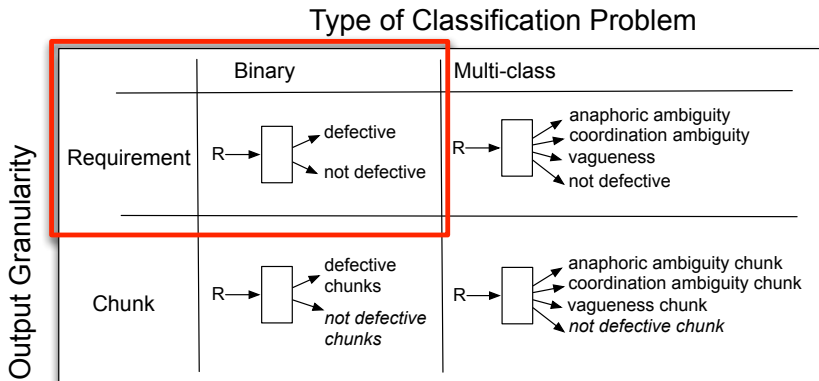 Type of Classification Problem
Output Granularity
Binary
Multi-class
Requirement
R
defective
not defective
R
anaphoric ambiguity
coordination ambiguity
vagueness
not defective
Chunk
R
defective
chunks
not defective
chunks
R
anaphoric ambiguity chunk
coordination ambiguity chunk
vagueness chunk
not defective chunk